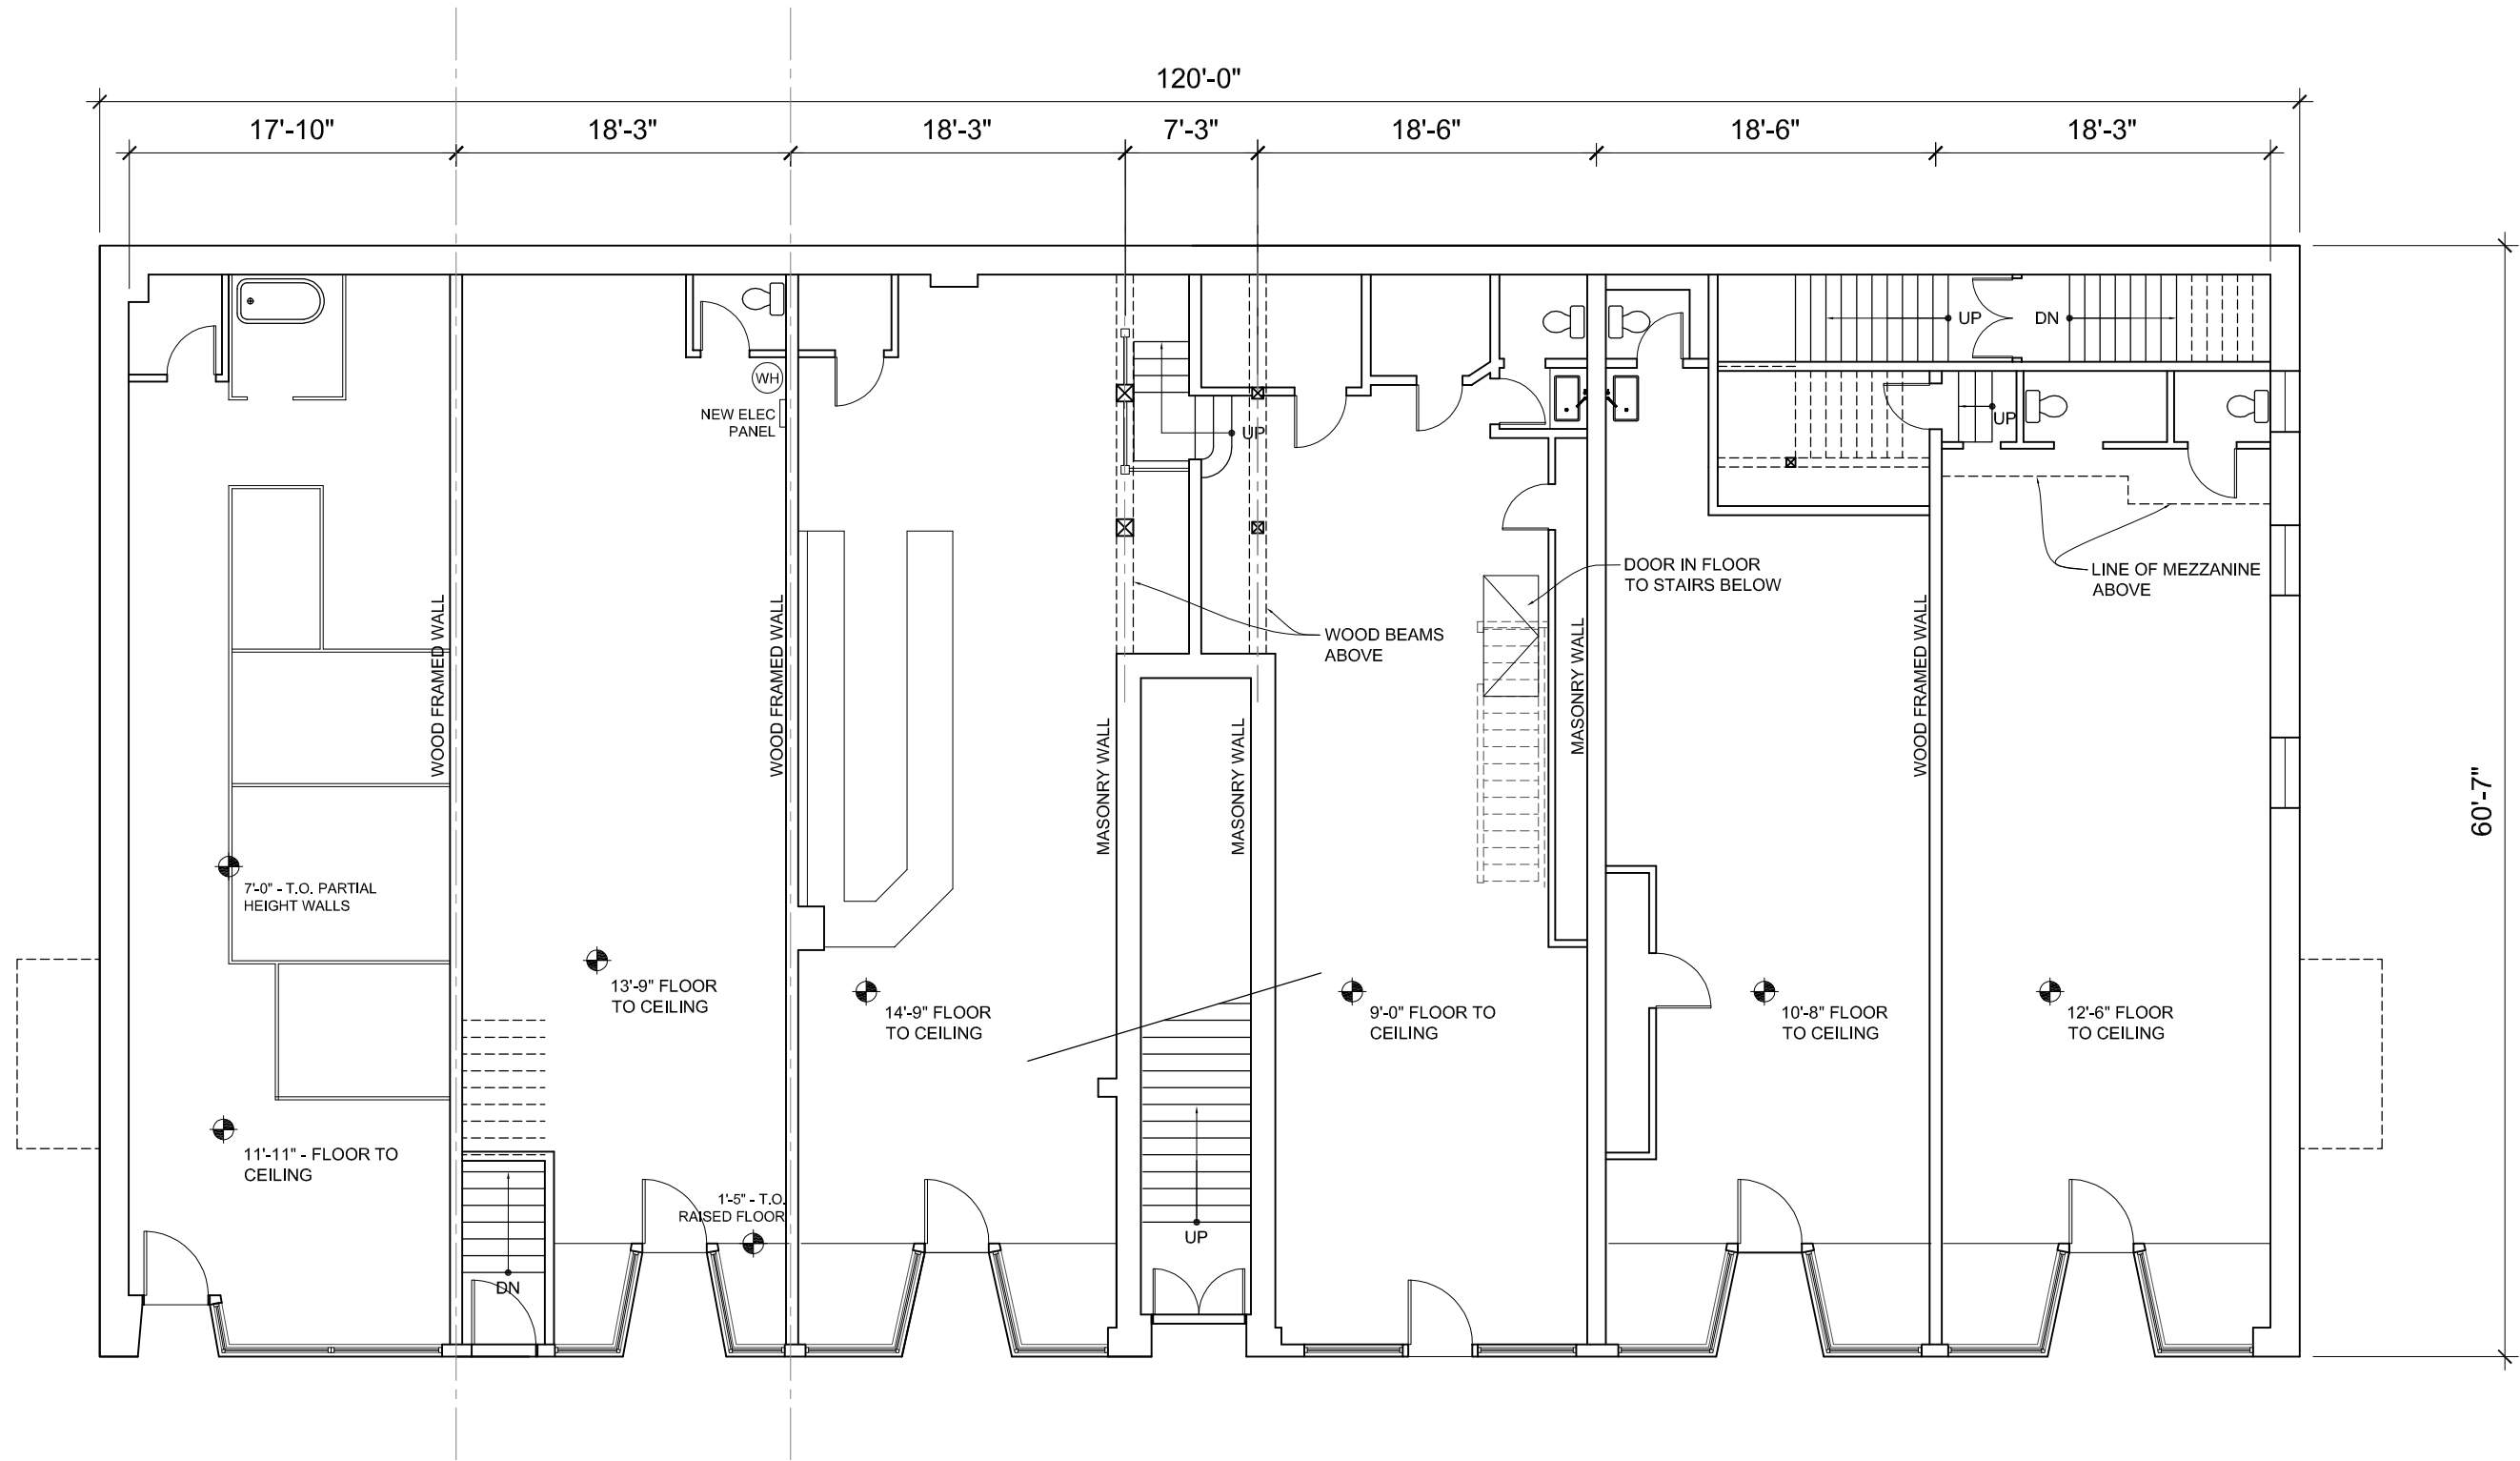 120'-0"
17'-10"
18'-3"
18'-3"
7'-3"
18'-6"
18'-6"
18'-3"
UP
DN
WH
NEW ELEC
PANEL
UP
UP
DOOR IN FLOOR
TO STAIRS BELOW
LINE OF MEZZANINE
ABOVE
WOOD BEAMS
ABOVE
WOOD FRAMED WALL
WOOD FRAMED WALL
MASONRY WALL
MASONRY WALL
MASONRY WALL
WOOD FRAMED WALL
60'-7"
7'-0" - T.O. PARTIAL
HEIGHT WALLS
13'-9" FLOOR
TO CEILING
14'-9" FLOOR
TO CEILING
9'-0" FLOOR TO
CEILING
10'-8" FLOOR
TO CEILING
12'-6" FLOOR
TO CEILING
11'-11" - FLOOR TO
CEILING
1'-5" - T.O.
RAISED FLOOR
UP
DN